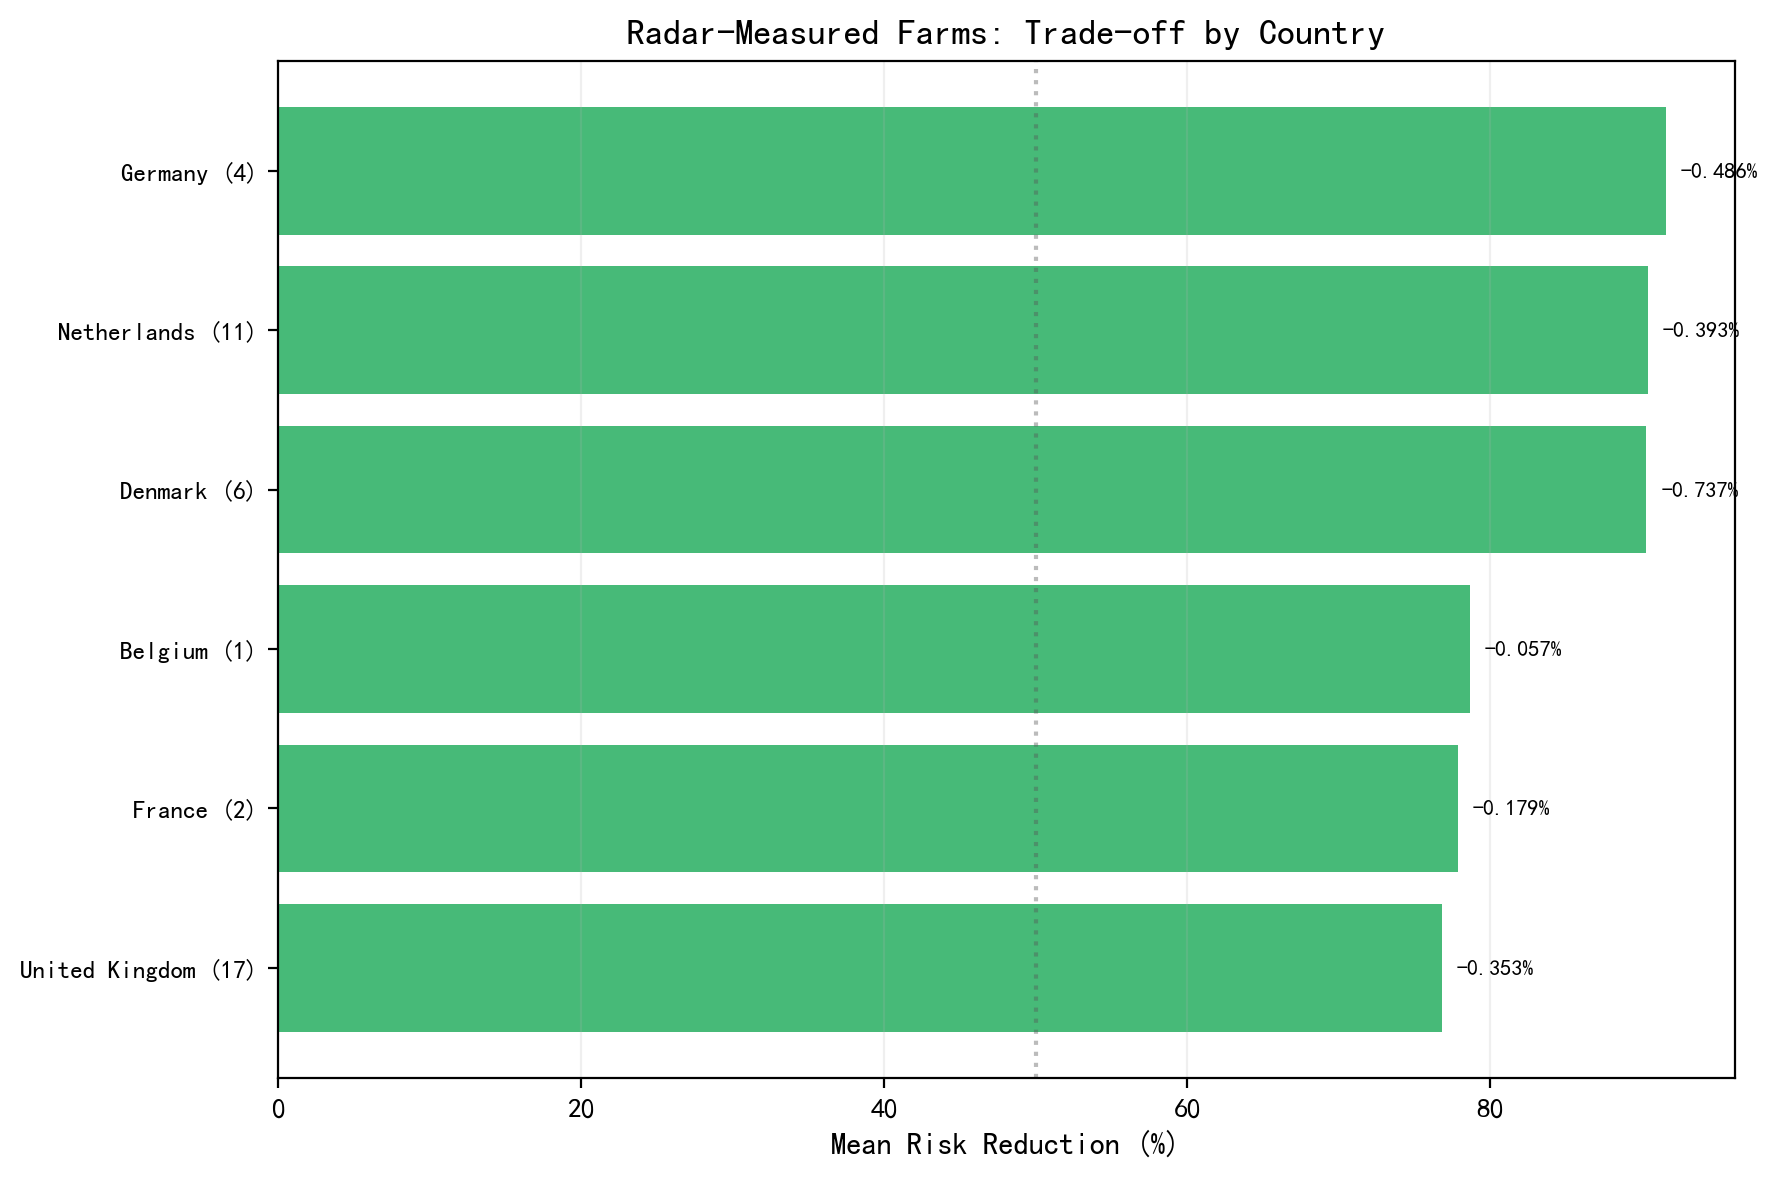 Radar-Measured Farms: Trade-off by Country
Germany (4)
−0.486%
Netherlands (11)
−0.393%
Denmark (6)
−0.737%
Belgium (1)
−0.057%
France (2)
−0.179%
United Kingdom (17)
−0.353%
0
20
40
60
80
Mean Risk Reduction (%)